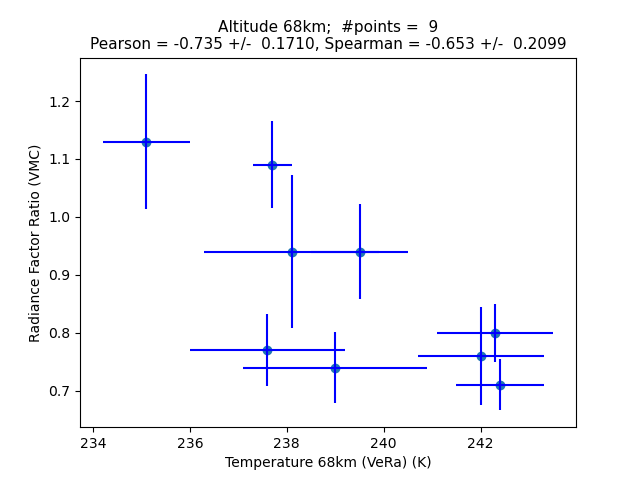 Altitude 68km;  #points =  9
Pearson = -0.735 +/-  0.1710, Spearman = -0.653 +/-  0.2099
1.2
1.1
1.0
0.9
0.8
0.7
Radiance Factor Ratio (VMC)
234 236 238 240 242
Temperature 68km (VeRa) (K)